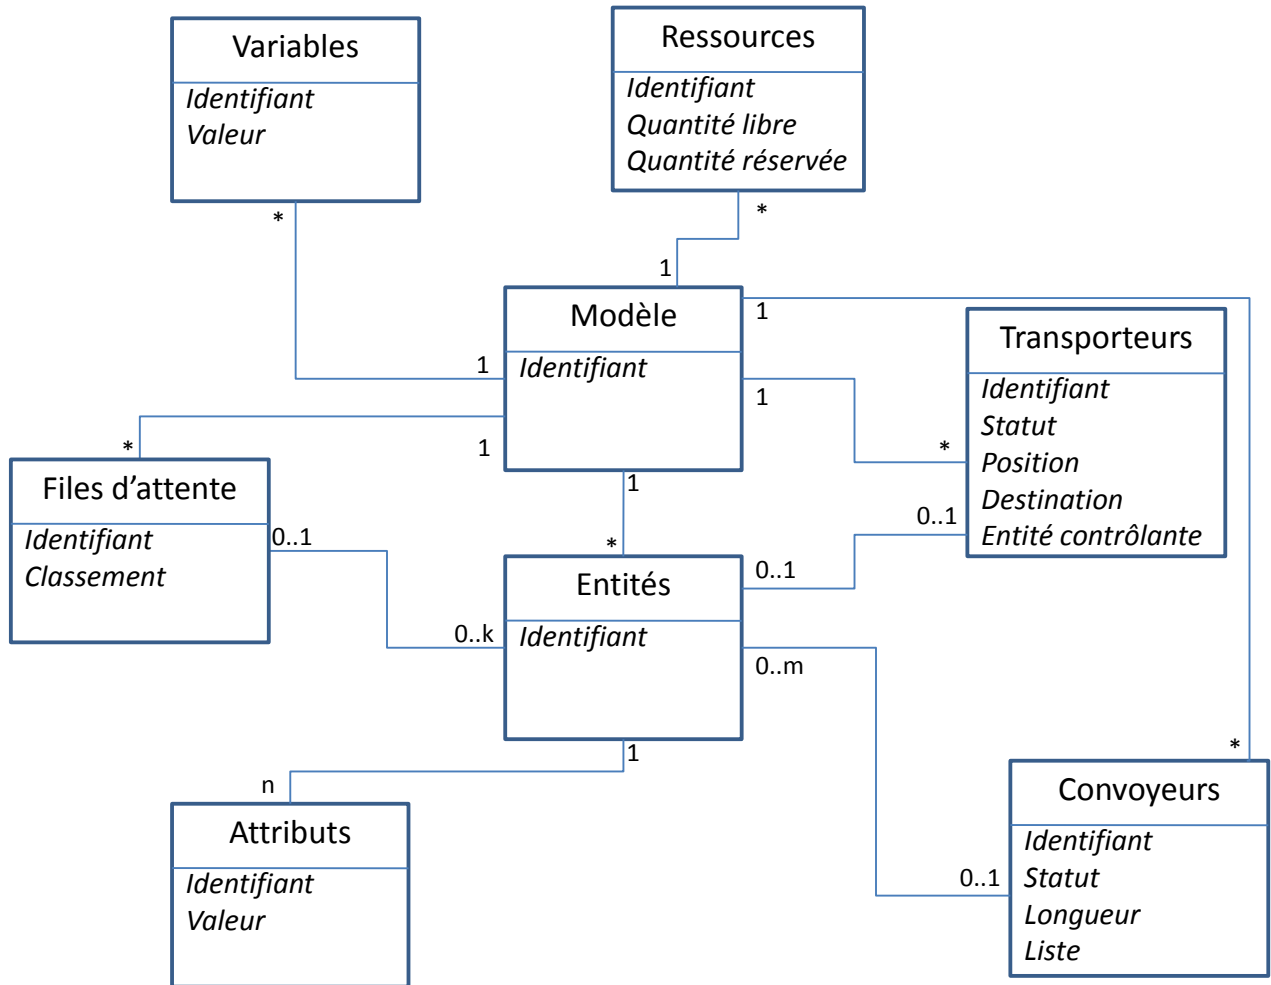 Variables
Identifiant
Valeur
*
Ressources
Identifiant
Quantité libre
Quantité réservée
*
1
Modèle
Identifiant
1
1
1
1
1
*
Transporteurs
Identifiant
Statut
Position
Destination
Entité contrôlante
*
0..1
Files d'attente
Identifiant
Classement
0..1
*
Entités
Identifiant
0..1
0..k
0..m
1
n
Attributs
Identifiant
Valeur
*
Convoyeurs
Identifiant
Statut
Longueur
Liste
0..1